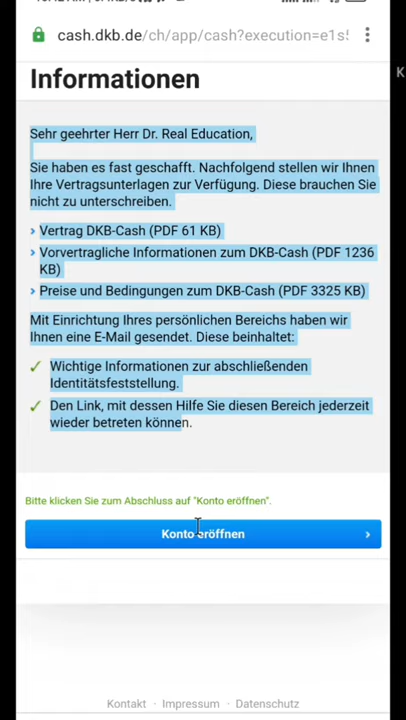 cash.dkb.de/ch/app/cash?execution=e1s
Informationen
Sehr geehrter Herr Dr. Real Education,
Sie haben es fast geschafft. Nachfolgend stellen wir Ihnen
Ihre Vertragsunterlagen zur Verfügung. Diese brauchen Sie
nicht zu unterschreiben.
Vertrag DKB-Cash (PDF 61 KB)
Vorvertragliche Informationen zum DKB-Cash (PDF 1236
KB)
Preise und Bedingungen zum DKB-Cash (PDF 3325 KB)
Mit Einrichtung Ihres persönlichen Bereichs haben wir
Ihnen eine E-Mail gesendet. Diese beinhaltet:
Wichtige Informationen zur abschließenden
Identitätsfeststellung.
Den Link, mit dessen Hilfe Sie diesen Bereich jederzeit
wieder betreten können.
Bitte klicken Sie zum Abschluss auf "Konto eröffnen".
Konto eröffnen
Kontakt · Impressum · Datenschutz
K